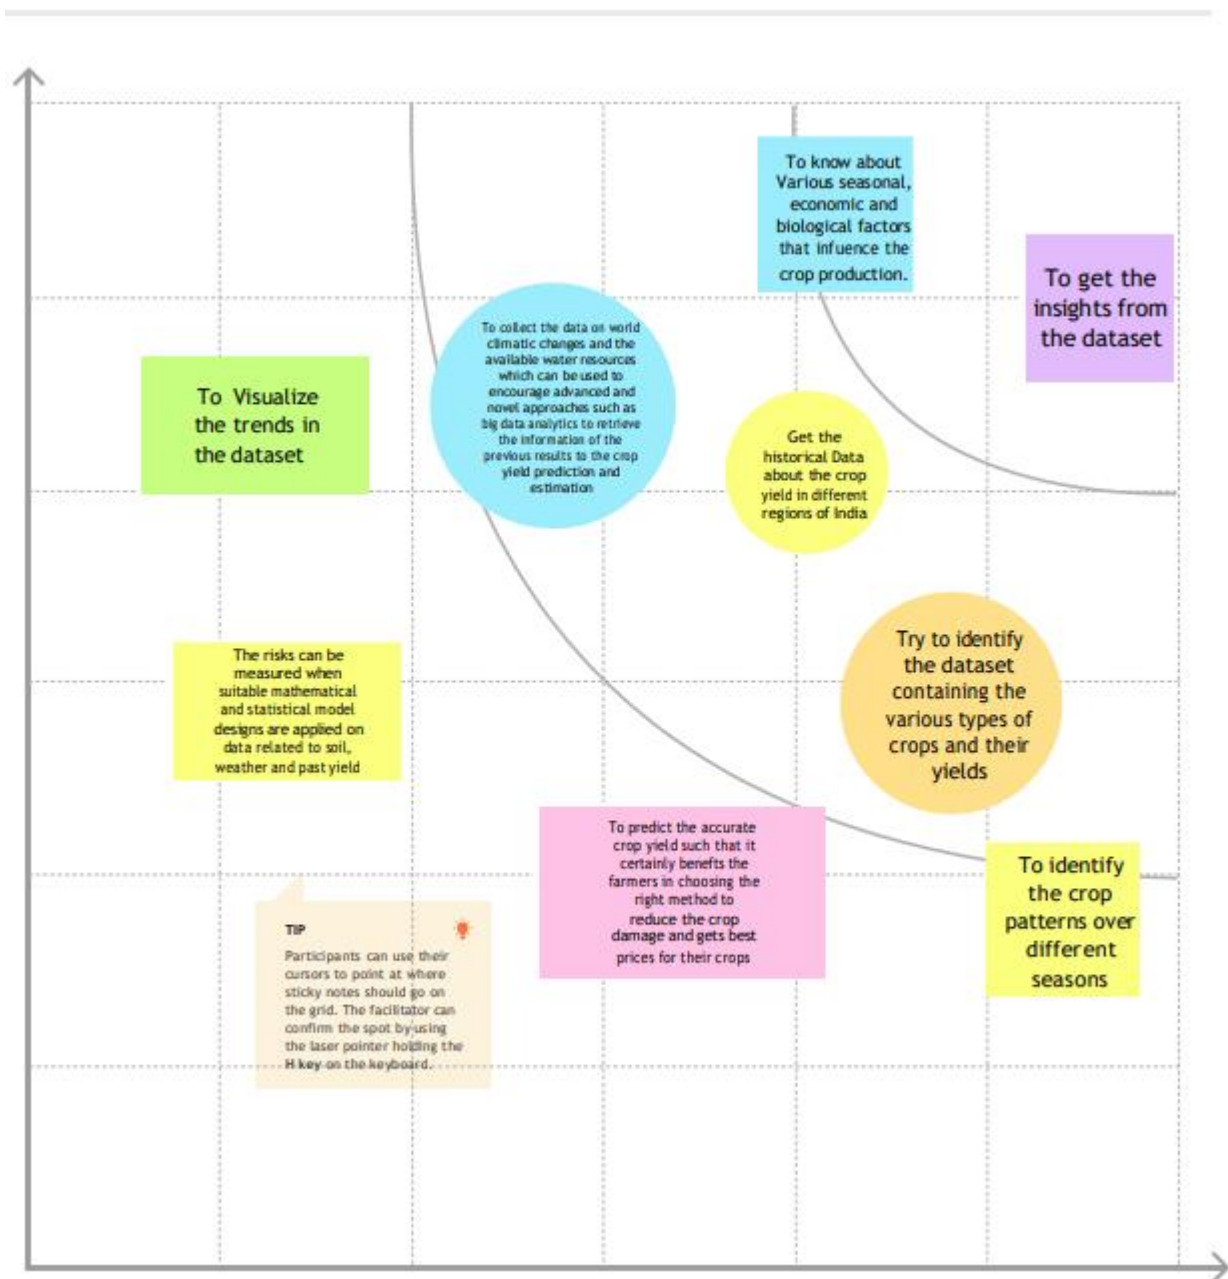 To know about
Various seasonal,
economic and
biological factors
that infuence the
crop production.
To get the
insights from
the dataset
To collect the data on world
climatic changes and the
available water resources
which can be used to
encourage advanced and
novel approaches such as
big data analytics to retrieve
the information of the
previous results to the crop
yield prediction and
estimation
To Visualize
the trends in
the dataset
Get the
historical Data
about the crop
yield in different
regions of India
Try to identify
the dataset
containing the
various types of
crops and their
yields
The risks can be
measured when
suitable mathematical
and statistical model
designs are applied on
data related to soil,
weather and past yield
To predict the accurate
crop yield such that it
certainly benefts the
farmers in choosing the
right method to
reduce the crop
damage and gets best
prices for their crops
To identify
the crop
patterns over
different
seasons
TIP
Participants can use their
cursors to point at where
sticky notes should go on
the grid. The facilitator can
confirm the spot by using
the laser pointer holding the
H key on the keyboard.